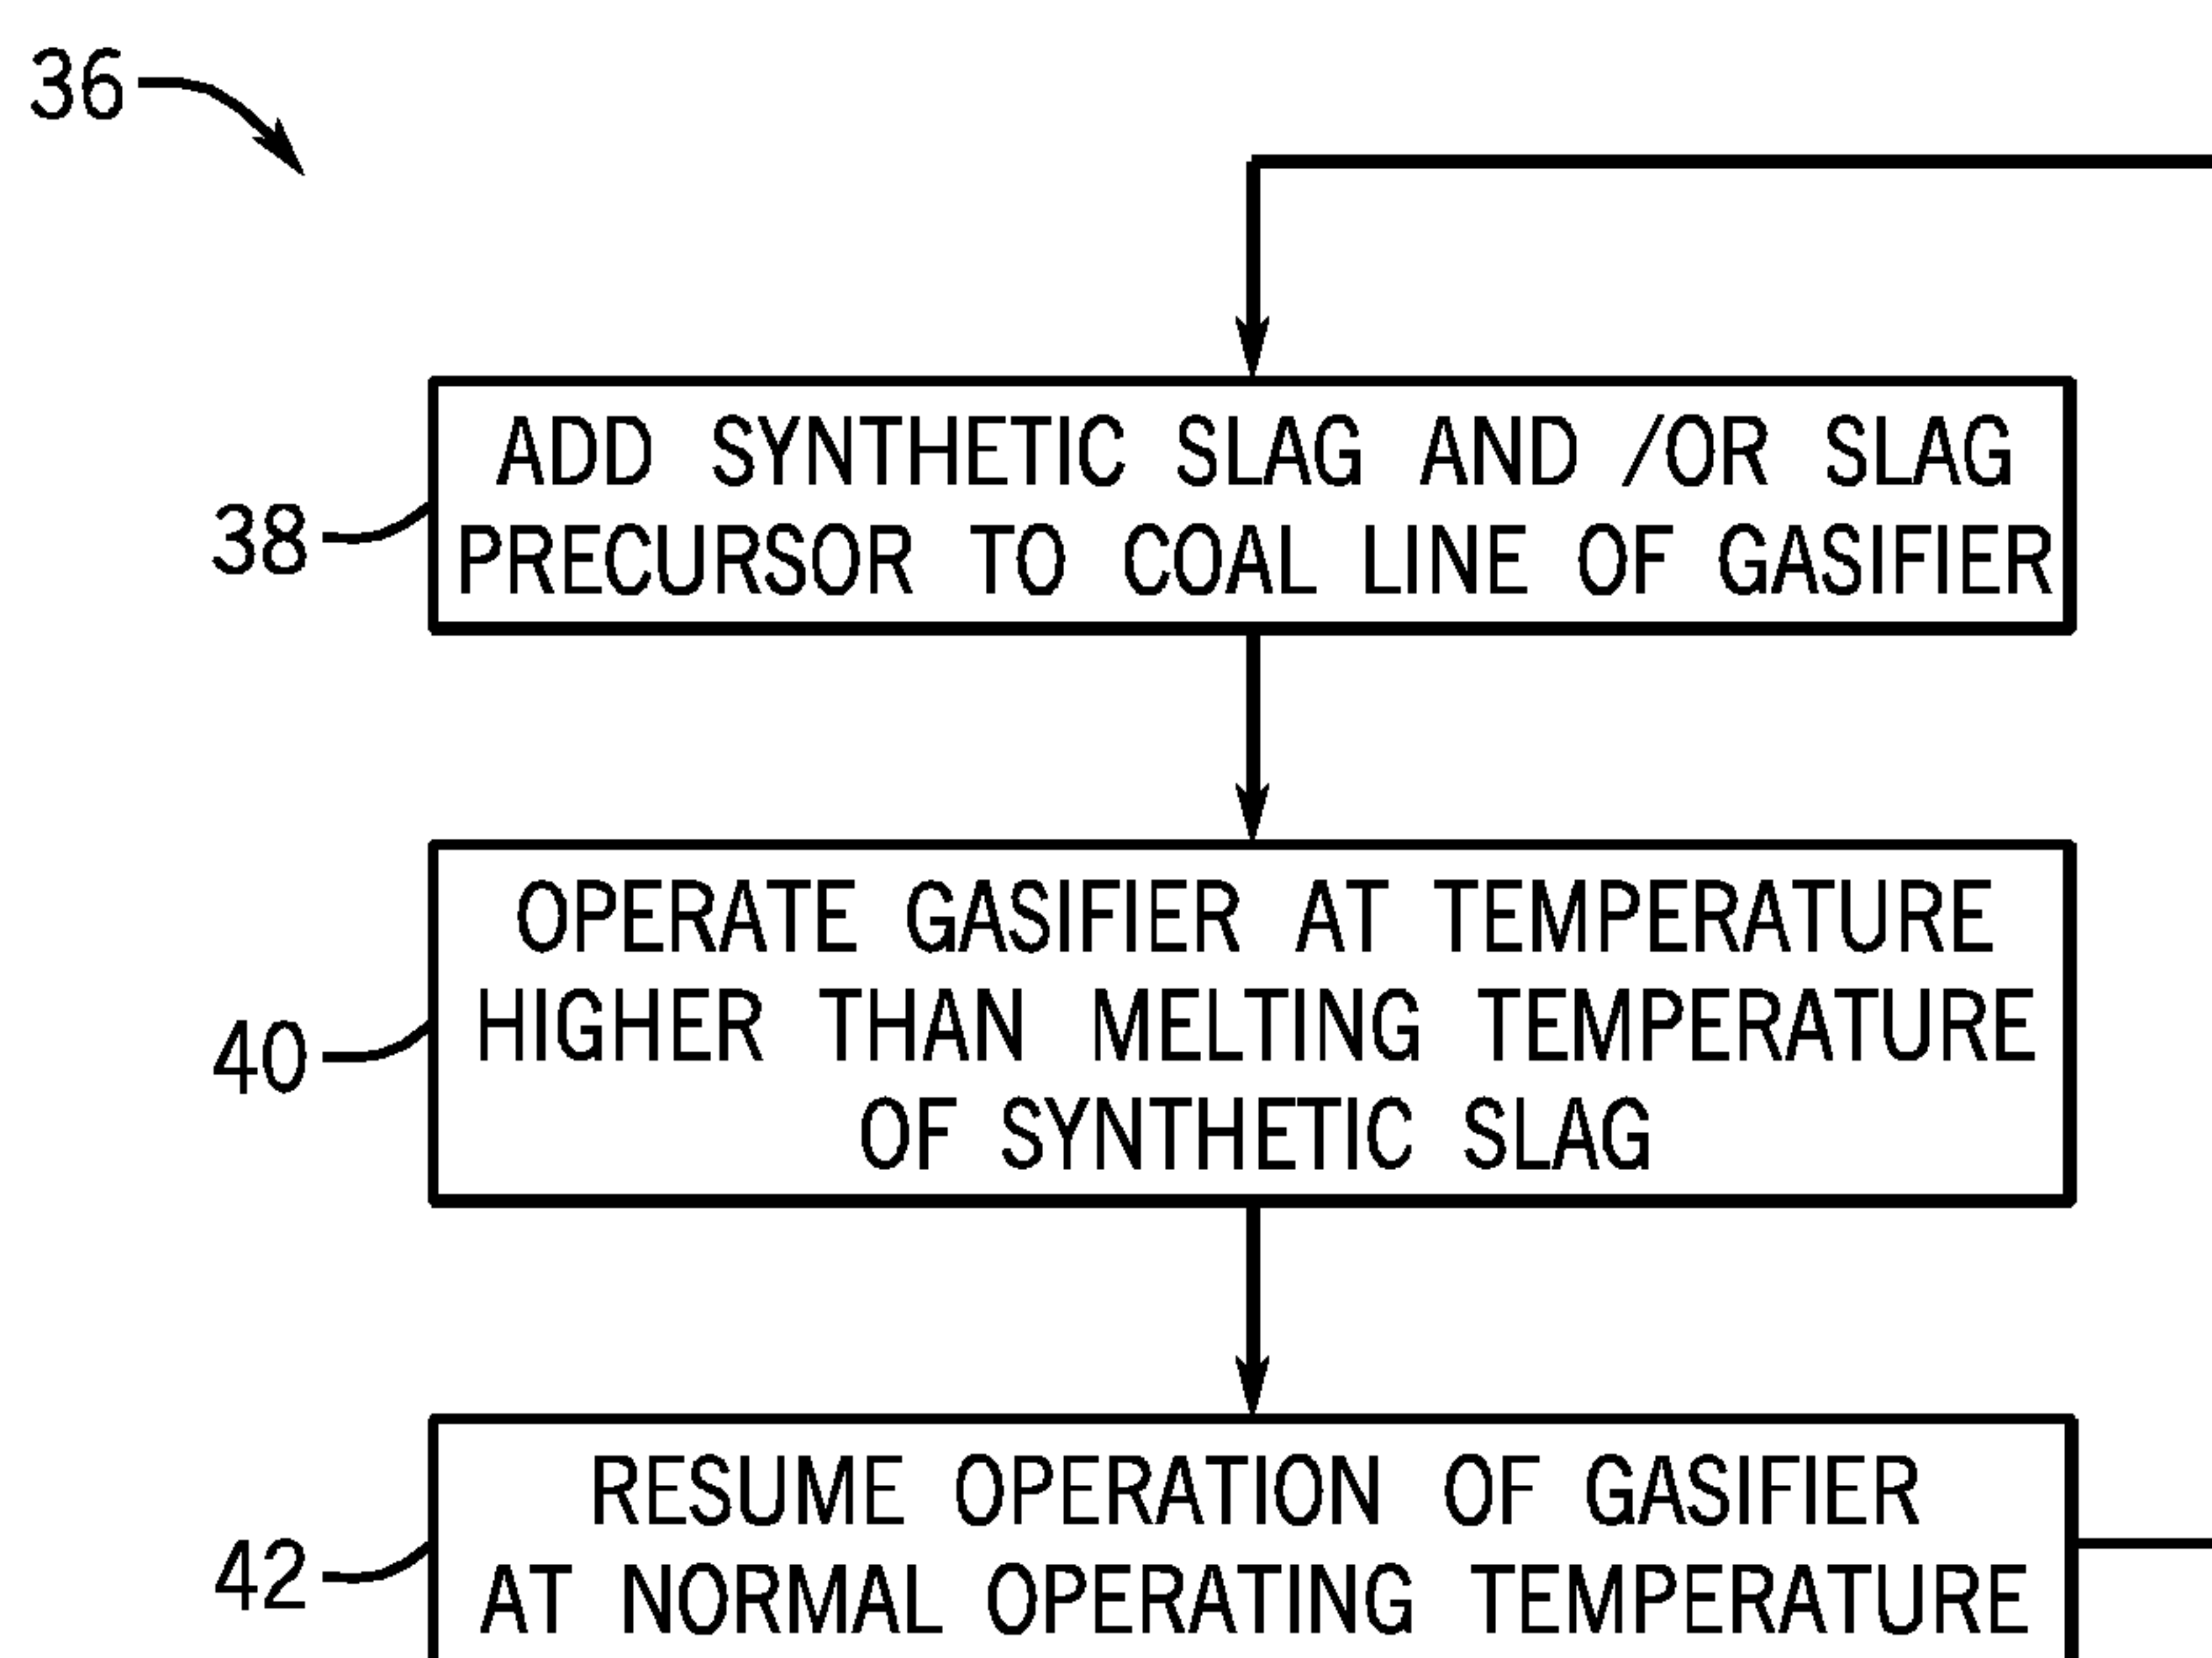 36
ADD SYNTHETIC SLAG AND /OR SLAG
PRECURSOR TO COAL LINE OF GASIFIER
38
OPERATE GASIFIER AT TEMPERATURE
HIGHER THAN MELTING TEMPERATURE
OF SYNTHETIC SLAG
40
RESUME OPERATION OF GASIFIER
AT NORMAL OPERATING TEMPERATURE
42